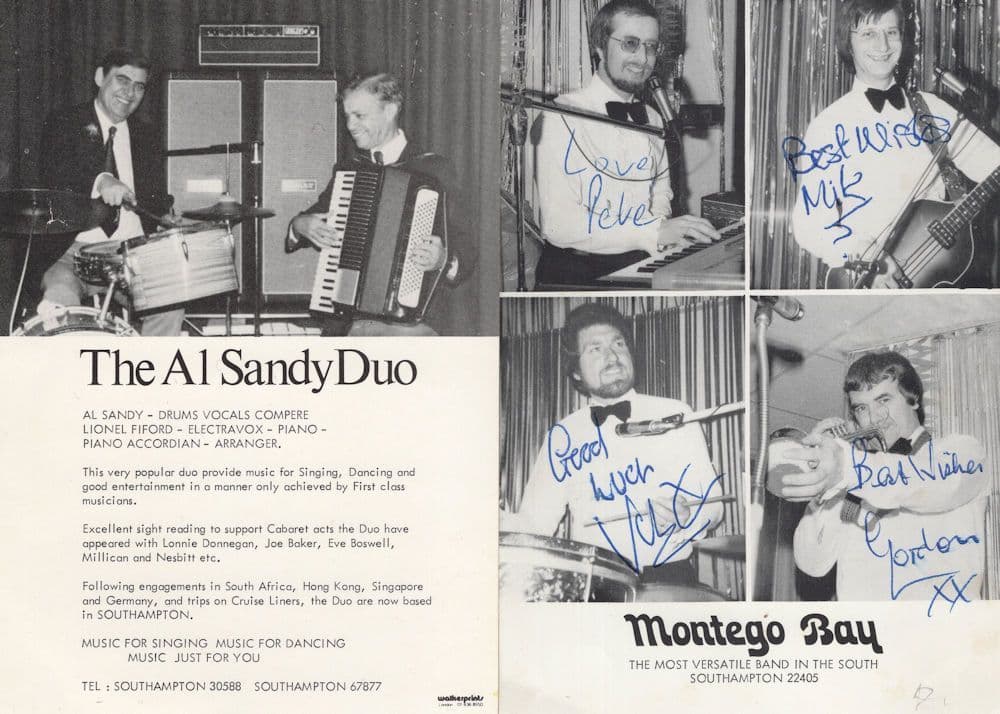 The Al Sandy Duo
AL SANDY - DRUMS VOCALS COMPERE
LIONEL FIFORD - ELECTRAVOX - PIANO -
PIANO ACCORDIAN - ARRANGER.
This very popular duo provide music for Singing, Dancing and
good entertainment in a manner only achieved by First class
musicians.
Excellent sight reading to support Cabaret acts the Duo have
appeared with Lonnie Donnegan, Joe Baker, Eve Boswell,
Millican and Nesbitt etc.
Following engagements in South Africa, Hong Kong, Singapore
and Germany, and trips on Cruise Liners, the Duo are now based
in SOUTHAMPTON.
MUSIC FOR SINGING MUSIC FOR DANCING
MUSIC JUST FOR YOU
TEL : SOUTHAMPTON 30588 SOUTHAMPTON 67877
walkerprints
Love
Pete
Best Wishes
Mik
Good
Luck
Best Wishes
Gordon
XX
Montego Bay
THE MOST VERSATILE BAND IN THE SOUTH
SOUTHAMPTON 22405